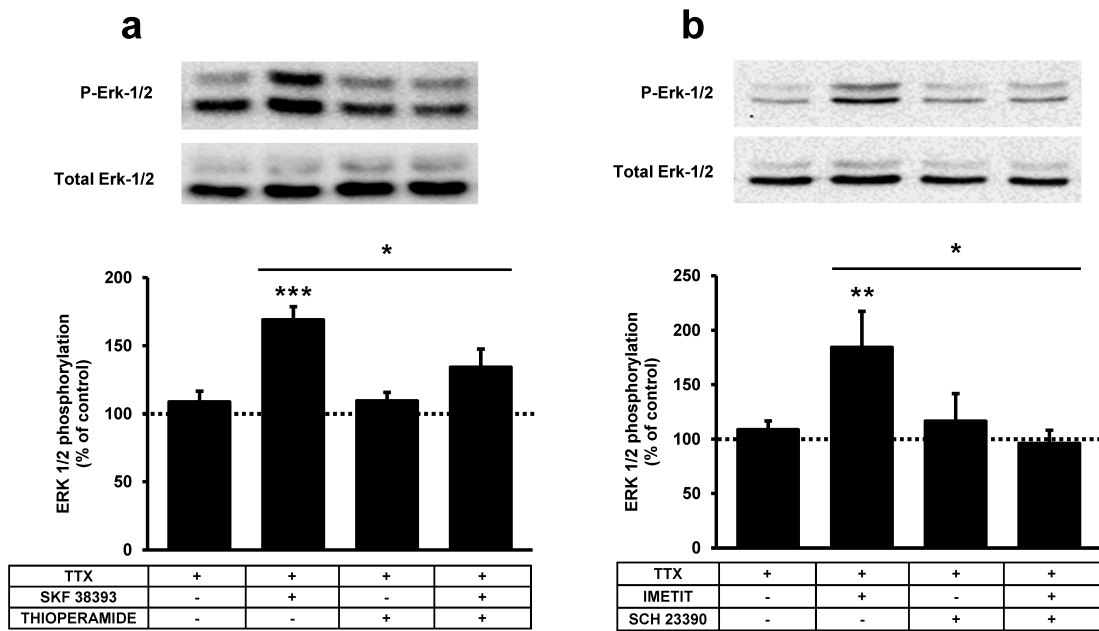 a
P-Erk-1/2
Total Erk-1/2
*
***
ERK 1/2 phosphorylation
(% of control)
200
150
100
50
0
TTX + + + +
SKF 38393 - + - +
THIOPERAMIDE - - + +
b
P-Erk-1/2
Total Erk-1/2
*
**
ERK 1/2 phosphorylation
(% of control)
250
200
150
100
50
0
TTX + + + +
IMETIT - + - +
SCH 23390 - - + +